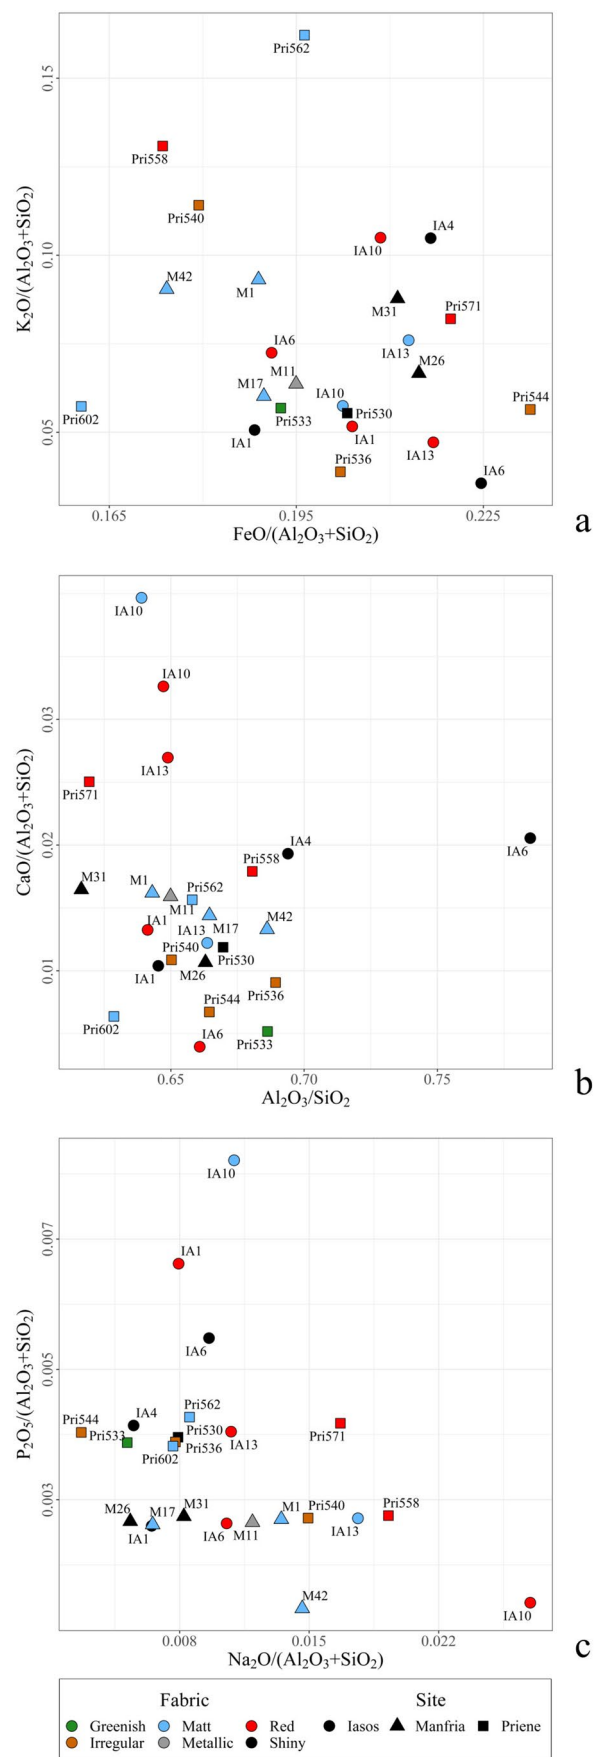 Pri562
0.15
Pri558
Pri540
IA4
IA10
0.10
K2O/(Al2O3+SiO2)
M42
M1
M31
Pri571
IA6
IA13
M11
M26
M17
IA10
Pri544
Pri602
Pri533
Pri530
0.05
IA1
IA1
IA13
Pri536
IA6
0.165
0.195
0.225
FeO/(Al2O3+SiO2)
a
IA10
IA10
0.03
IA13
Pri571
CaO/(Al2O3+SiO2)
IA4
IA6
0.02
Pri558
M31
M1
Pri562
M11
M42
IA1
IA13
M17
Pri540
Pri530
0.01
IA1
M26
Pri536
Pri544
Pri602
IA6
Pri533
0.65
0.70
0.75
Al2O3/SiO2
b
IA10
0.007
IA1
P2O5/(Al2O3+SiO2)
IA6
0.005
Pri544
IA4
Pri562
Pri533
Pri530
Pri571
IA13
Pri536
Pri602
0.003
M26
M17
M31
M1
Pri540
Pri558
IA1
IA6
M11
IA13
M42
IA10
0.008
0.015
0.022
Na2O/(Al2O3+SiO2)
c
Fabric Site
Greenish Matt Red Iasos Manfria Priene
Irregular Metallic Shiny